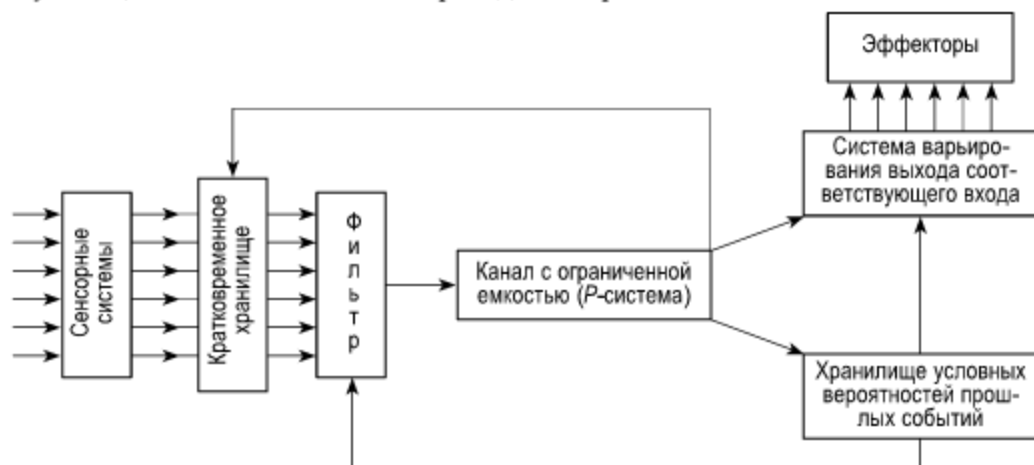 Эффекторы
Система варьиро-
вания выхода соот-
ветствующего входа
Сенсорные
системы
Кратковременное
хранилище
Фильтр
Канал с ограниченной
емкостью (P-система)
Хранилище условных
вероятностей прош-
лых событий